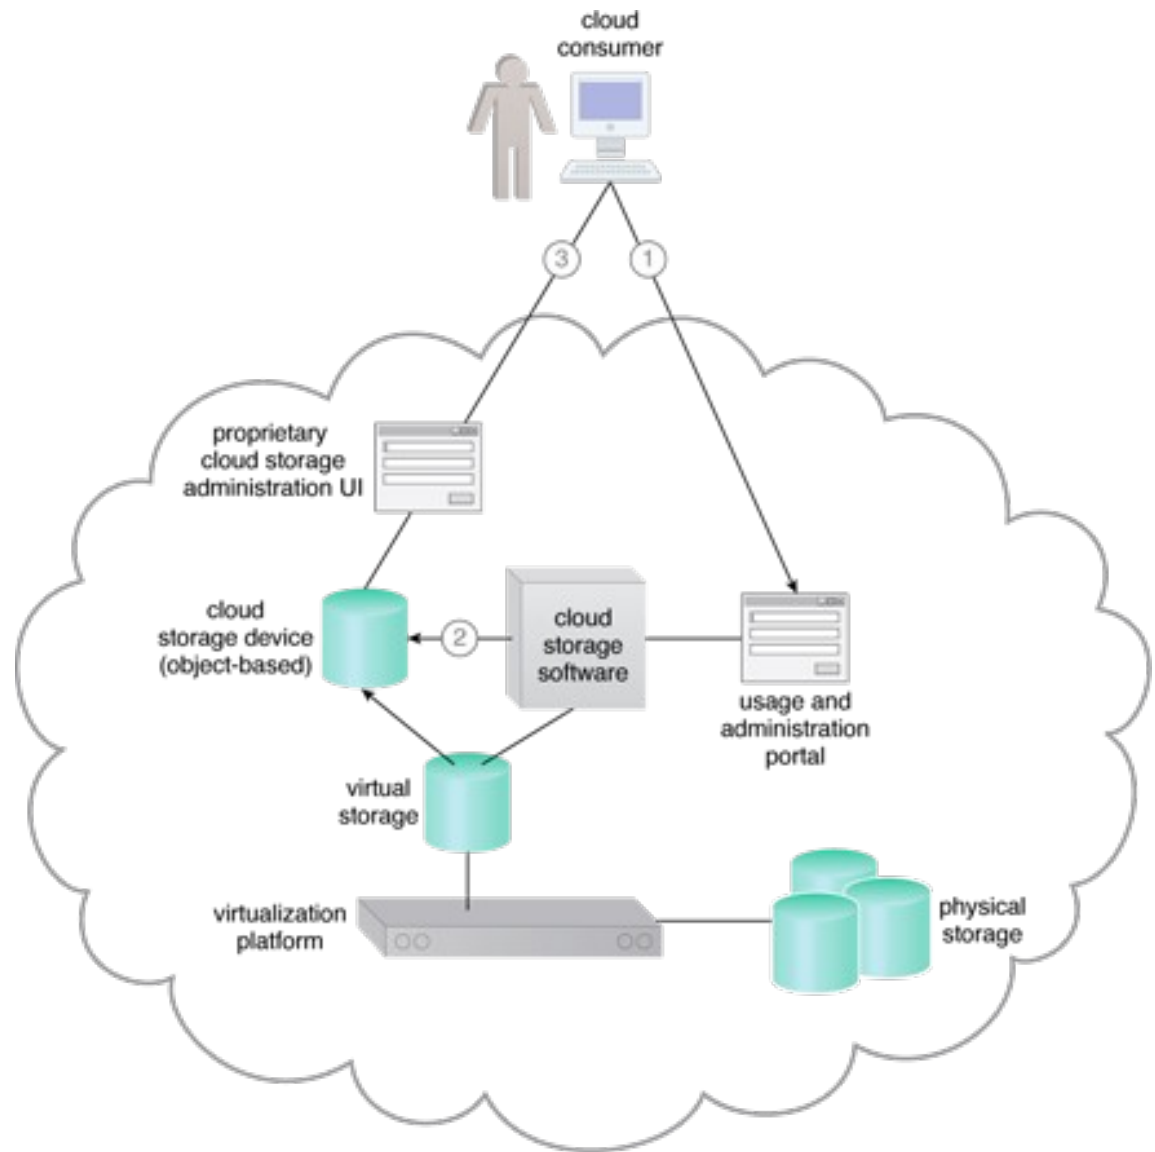 cloud
consumer
3
1
proprietary
cloud storage
administration UI
cloud
storage device
(object-based)
2
cloud
storage
software
usage and
administration
portal
virtual
storage
virtualization
platform
physical
storage